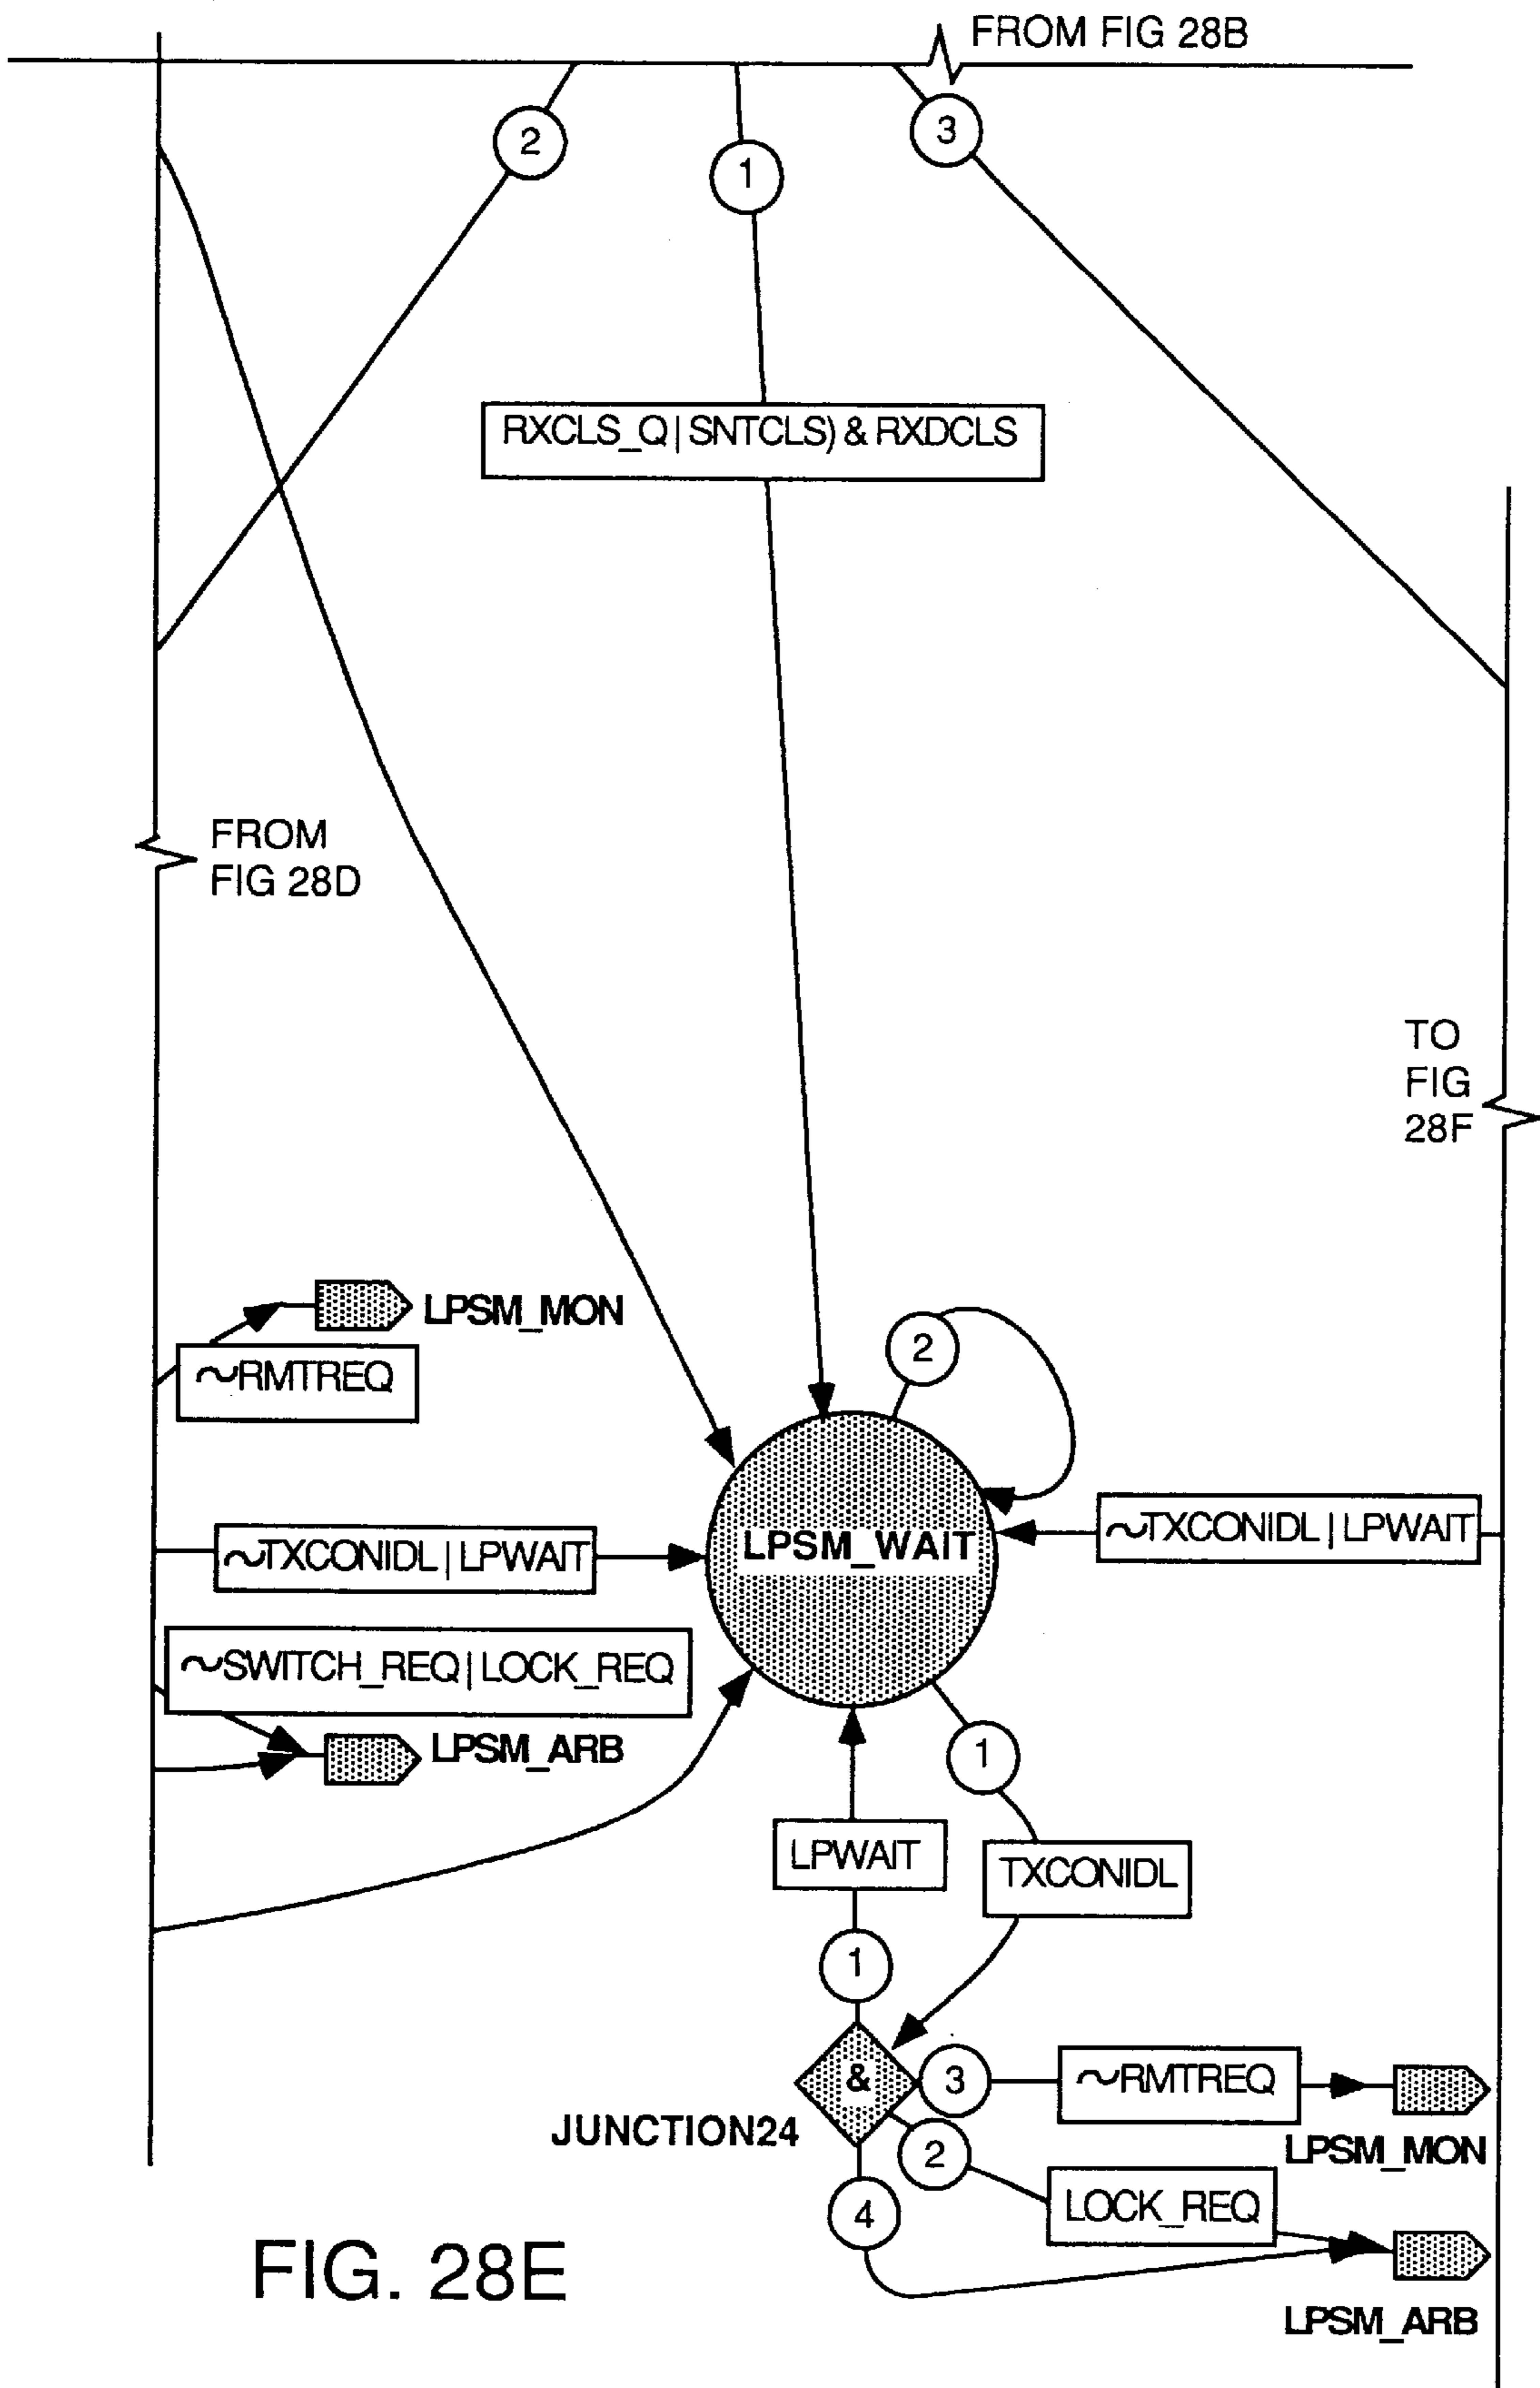 FROM FIG 28B
2
1
3
RXCLS_Q|SNTCLS) & RXDCLS
FROM
FIG 28D
TO
FIG
28F
LPSM_MON
~RMTREQ
2
~TXCONIDL|LPWAIT
LPSM_WAIT
~TXCONIDL|LPWAIT
~SWITCH_REQ|LOCK_REQ
LPSM_ARB
1
LPWAIT
TXCONIDL
1
&
3
~RMTREQ
JUNCTION24
2
LPSM_MON
4
LOCK_REQ
FIG. 28E
LPSM_ARB